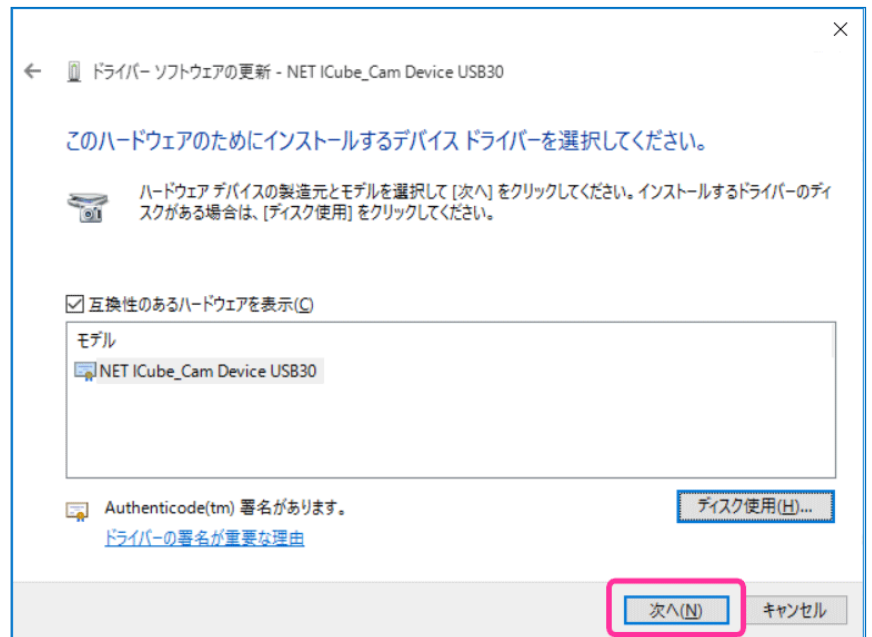 ドライバー ソフトウェアの更新 - NET ICube_Cam Device USB30
このハードウェアのためにインストールするデバイス ドライバーを選択してください。
ハードウェア デバイスの製造元とモデルを選択して [次へ] をクリックしてください。インストールするドライバーのディ
スクがある場合は、[ディスク使用] をクリックしてください。
互換性のあるハードウェアを表示(C)
モデル
NET ICube_Cam Device USB30
Authenticode(tm) 署名があります。
ディスク使用(H)...
ドライバーの署名が重要な理由
次へ(N)
キャンセル